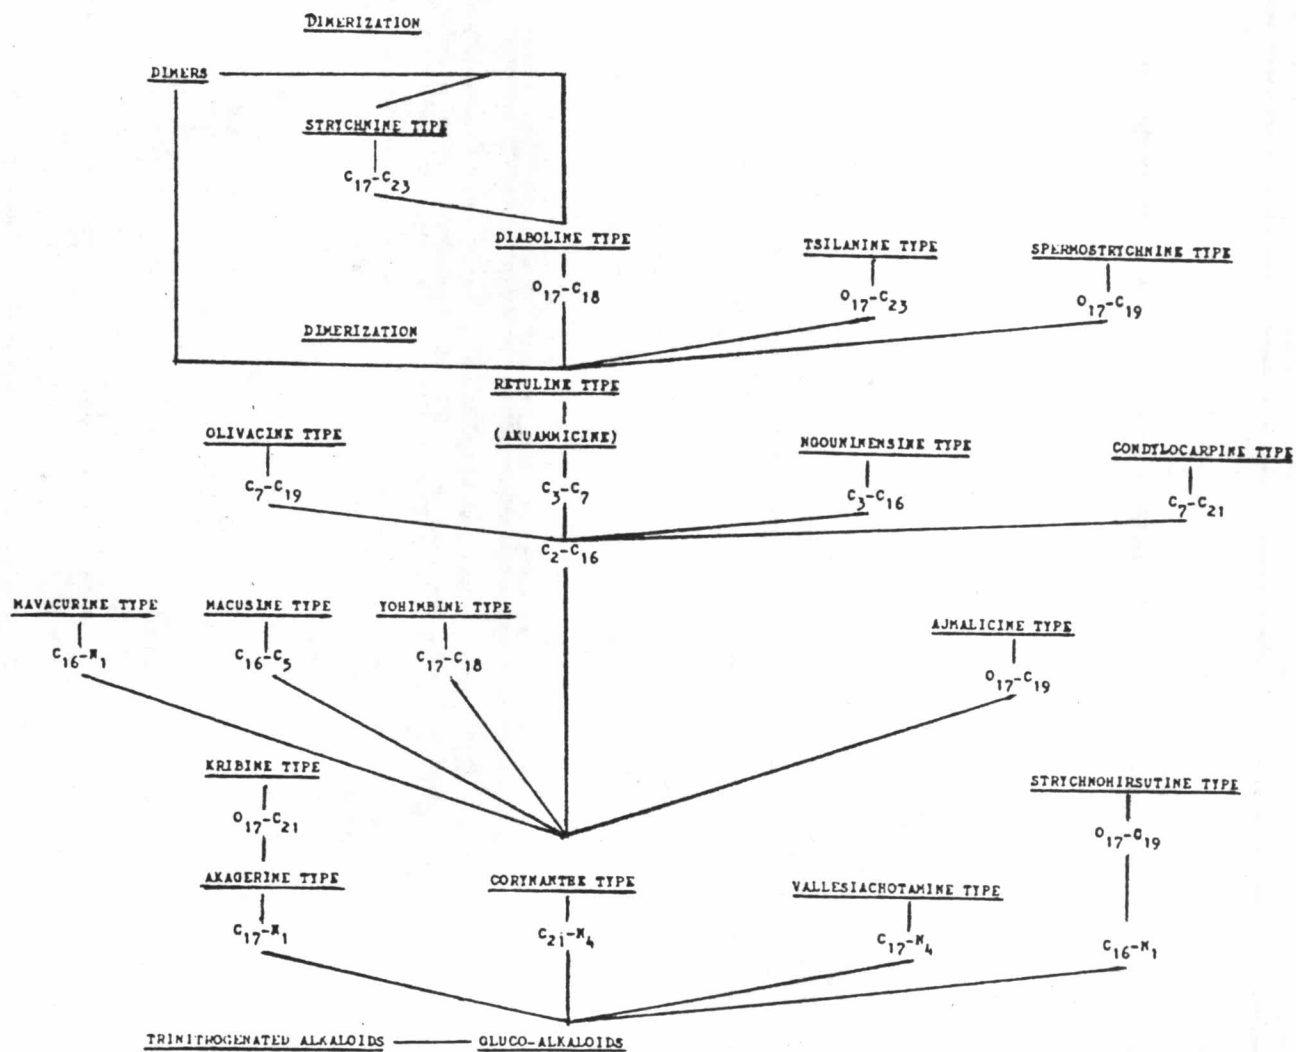 DIMERIZATION
DIMERS
STRYCHNINE TYPE
C17-C23
DIABOLINE TYPE
TSILANINE TYPE
SPERMOSTRYCHNINE TYPE
O17-C18
O17-C23
O17-C19
DIMERIZATION
RETULINE TYPE
OLIVACINE TYPE
(AKUAMMICINE)
NGOUNINENSINE TYPE
CONDYLOCARPINE TYPE
C7-C19
C3-C7
C3-C16
C7-C21
C2-C16
MAVACURINE TYPE
MACUSINE TYPE
YOHIMBINE TYPE
AJMALICINE TYPE
C16-N1
C16-C5
C17-C18
O17-C19
KRIBINE TYPE
STRYCHNOHIRSUTINE TYPE
O17-C21
O17-C19
AKAGERINE TYPE
CORYNANTHE TYPE
VALLESIACHOTAMINE TYPE
C17-N1
C21-N4
C17-N4
C16-N1
TRINITROGENATED ALKALOIDS
GLUCO-ALKALOIDS